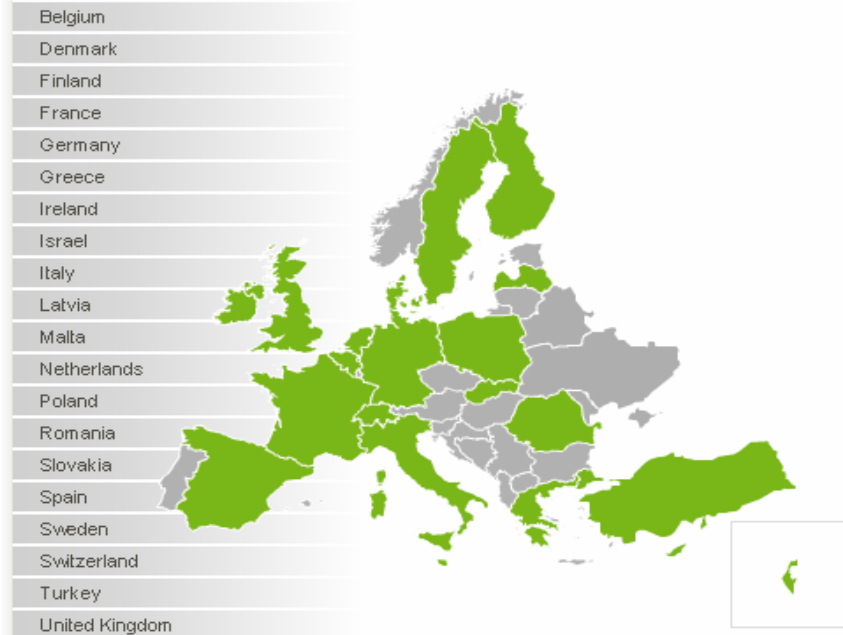 Belgium
Denmark
Finland
France
Germany
Greece
Ireland
Israel
Italy
Latvia
Malta
Netherlands
Poland
Romania
Slovakia
Spain
Sweden
Switzerland
Turkey
United Kingdom